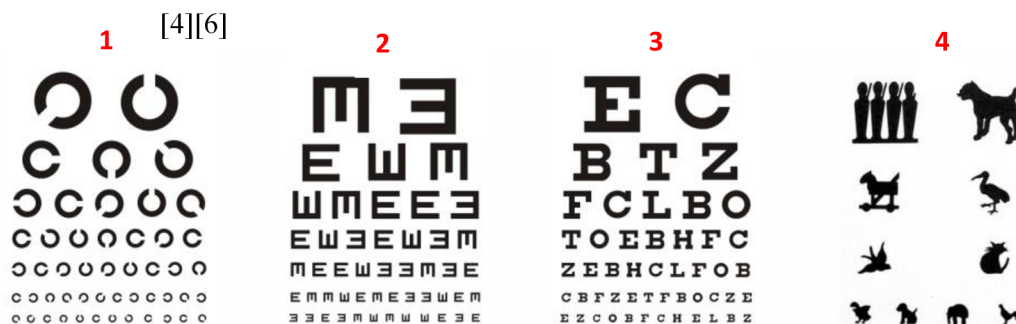 [4][6]
1 2 3 4
E C
B T Z
F C L B O
T O E B H F C
Z E B H C L F O B
C B F Z E T F B O C Z E
E Z C O B F C H E L B Z